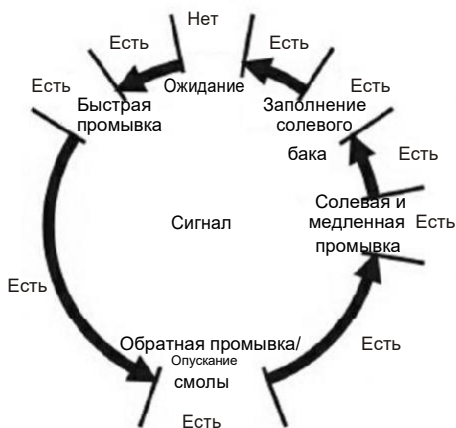 Нет
Есть
Есть
Есть
Ожидание
Есть
Быстрая
промывка
Заполнение
солевого
бака
Есть
Солевая и
медленная
промывка
Есть
Сигнал
Есть
Обратная промывка/
Опускание
смолы
Есть
Есть